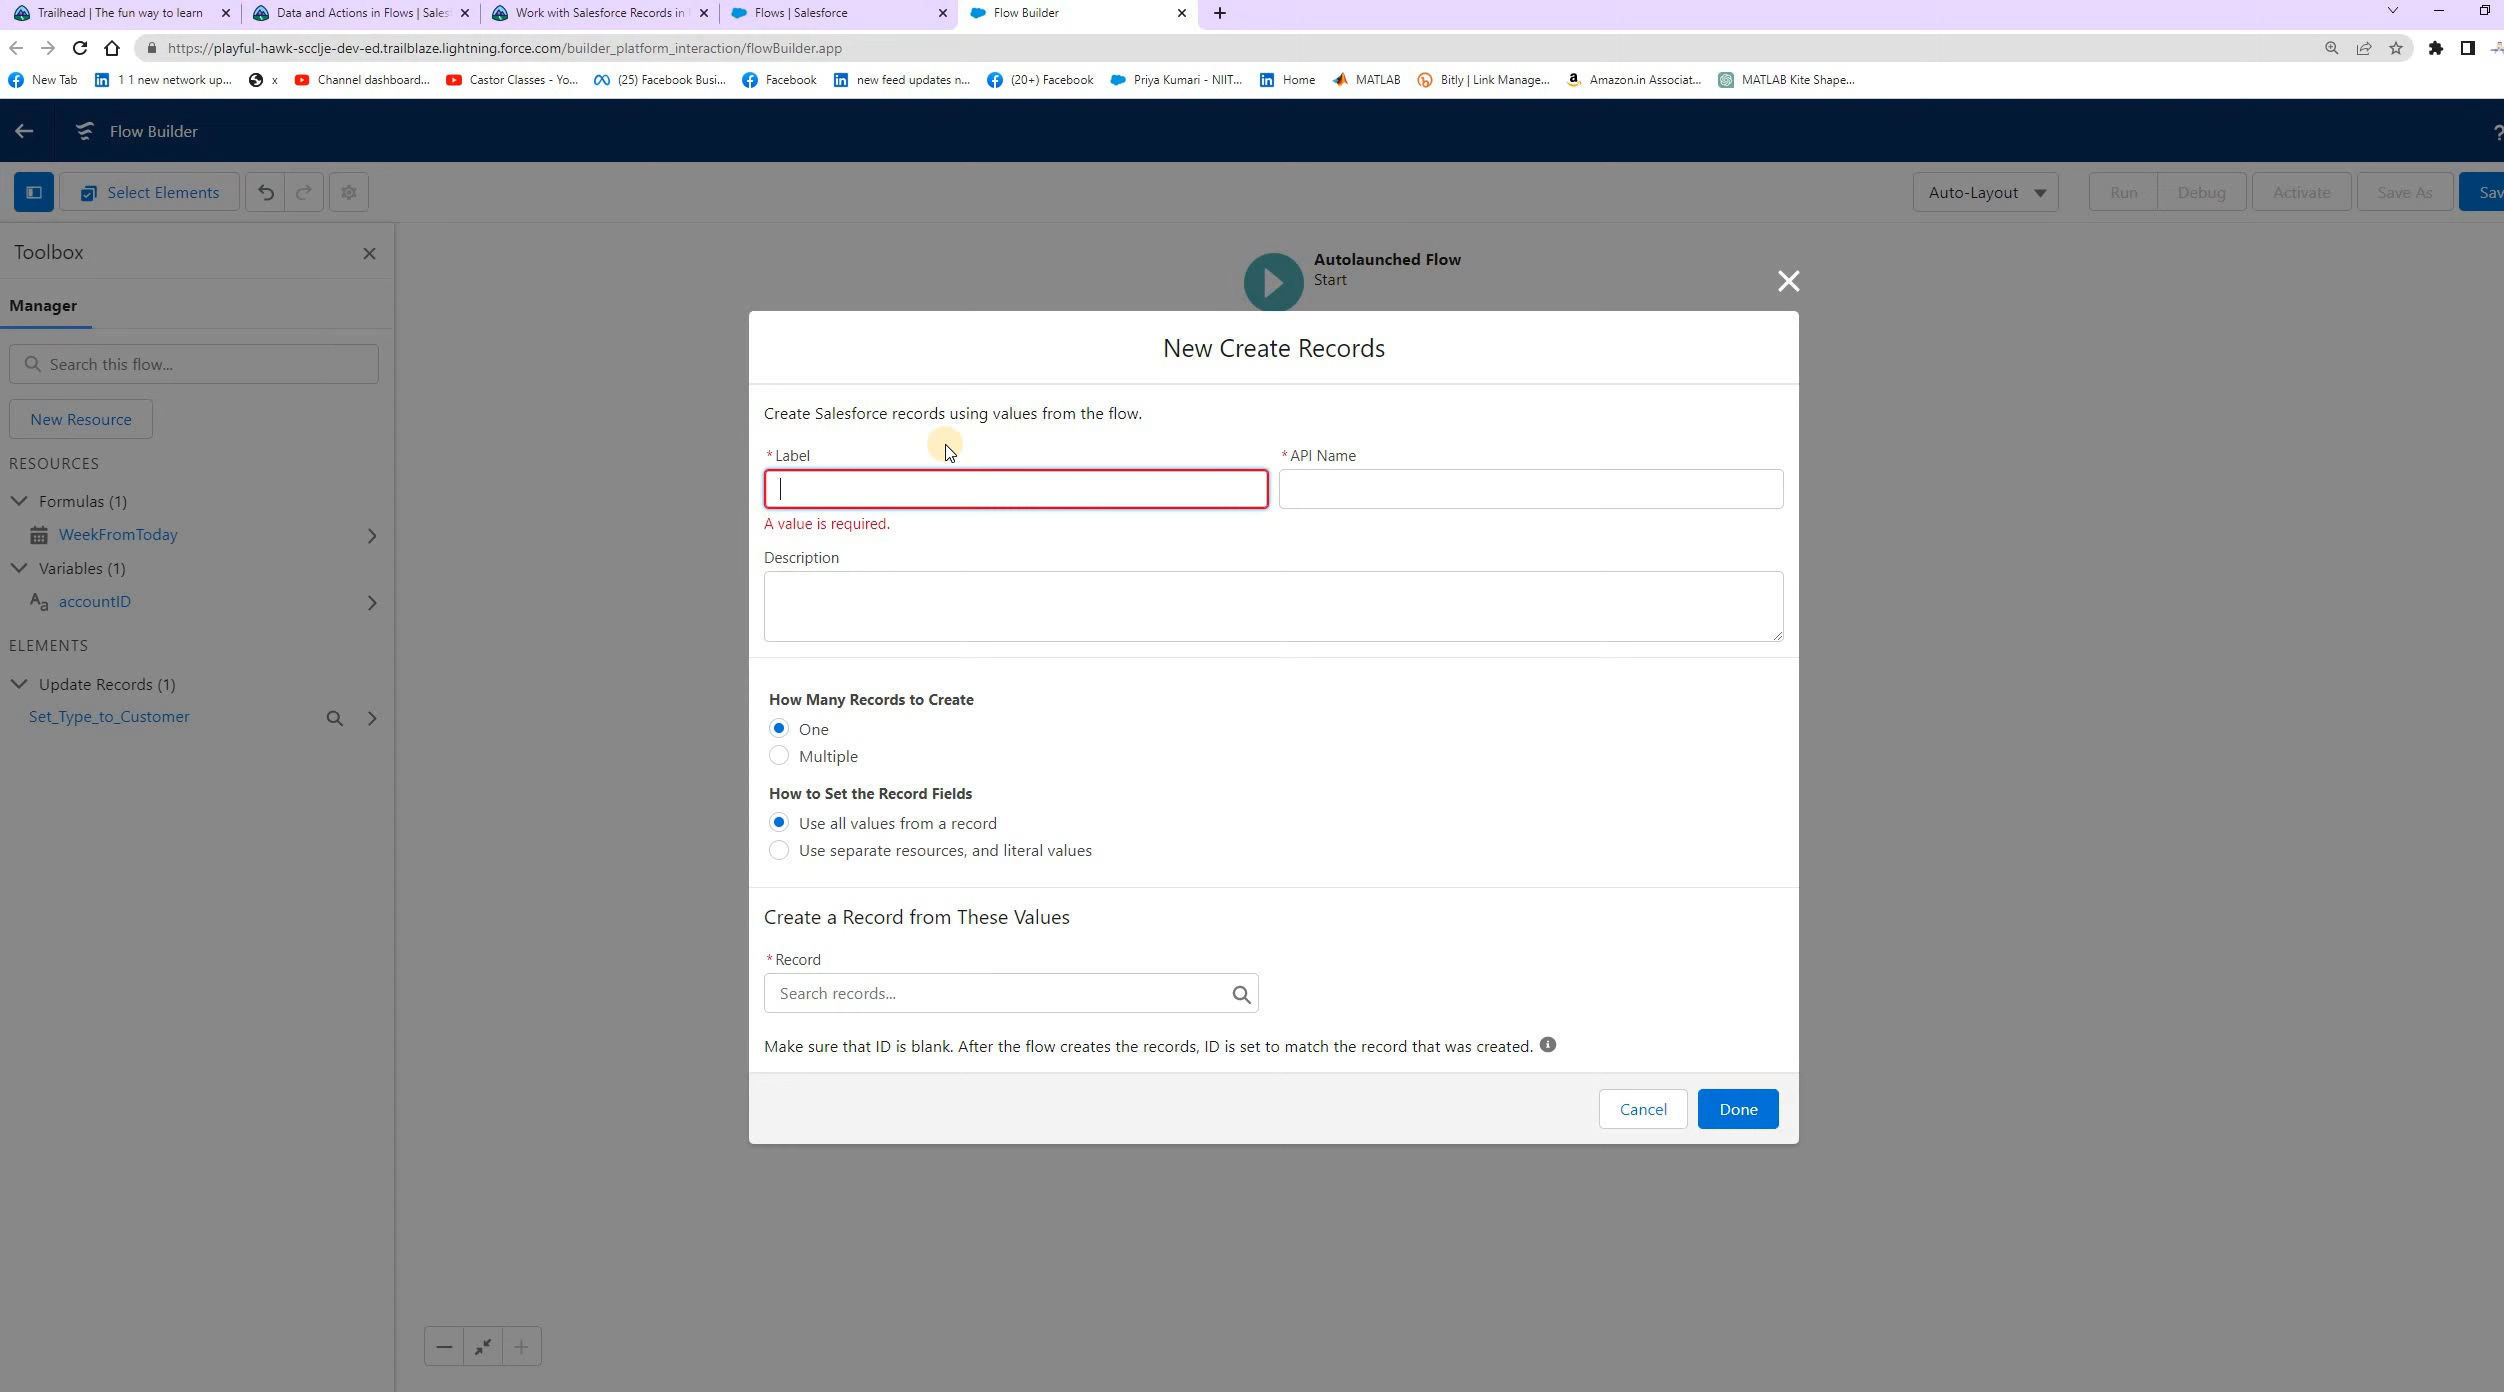 Trailhead | The fun way to learn
Data and Actions in Flows | Sales
Work with Salesforce Records in
Flows | Salesforce
Flow Builder
https://playful-hawk-scclje-dev-ed.trailblaze.lightning.force.com/builder_platform_interaction/flowBuilder.app
New Tab
1 1 new network up...
x
Channel dashboard...
Castor Classes - Yo...
(25) Facebook Busi...
Facebook
new feed updates n...
(20+) Facebook
Priya Kumari - NIIT...
Home
MATLAB
Bitly | Link Manage...
Amazon.in Associat...
MATLAB Kite Shape...
Flow Builder
?
Select Elements
Auto-Layout
Run
Debug
Activate
Save As
Sav
Toolbox
Manager
Search this flow...
New Resource
RESOURCES
Formulas (1)
WeekFromToday
Variables (1)
Aa accountID
ELEMENTS
Update Records (1)
Set_Type_to_Customer
Autolaunched Flow
Start
New Create Records
Create Salesforce records using values from the flow.
* Label
* API Name
A value is required.
Description
How Many Records to Create
One
Multiple
How to Set the Record Fields
Use all values from a record
Use separate resources, and literal values
Create a Record from These Values
* Record
Search records...
Make sure that ID is blank. After the flow creates the records, ID is set to match the record that was created.
Cancel
Done